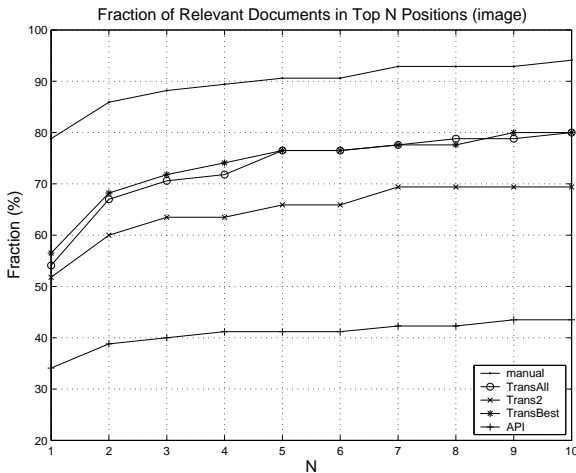 Fraction of Relevant Documents in Top N Positions (image)
100
90
80
70
60
50
40
30
20
Fraction (%)
1 2 3 4 5 6 7 8 9 10
N
manual
TransAll
Trans2
TransBest
API